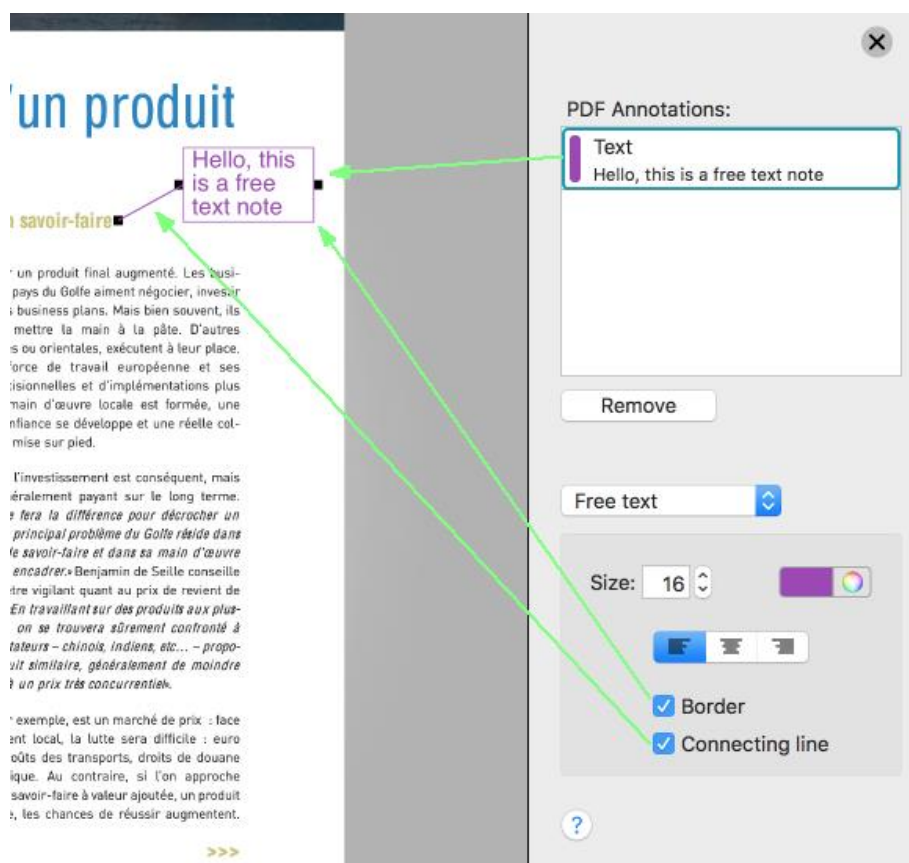 'un produit
Hello, this
is a free
text note
savoir-faire
un produit final augmenté. Les busi-
pays du Golfe aiment négocier, investir
business plans. Mais bien souvent, ils
mettre la main à la pâte. D'autres
es ou orientales, exécutent à leur place.
force de travail européenne et ses
cisionnelles et d'implémentations plus
main d'œuvre locale est formée, une
nfiance se développe et une réelle col-
mise sur pied.
l'investissement est conséquent, mais
éralement payant sur le long terme.
fera la différence pour décrocher un
principal problème du Golfe réside dans
le savoir-faire et dans sa main d'œuvre
encadrer.» Benjamin de Seille conseille
tre vigilant quant au prix de revient de
En travaillant sur des produits aux plus-
on se trouvera sûrement confronté à
tateurs – chinois, indiens, etc... – propo-
uit similaire, généralement de moindre
à un prix très concurrentiel».
exemple, est un marché de prix : face
ent local, la lutte sera difficile : euro
oûts des transports, droits de douane
ique. Au contraire, si l'on approche
savoir-faire à valeur ajoutée, un produit
e, les chances de réussir augmentent.
>>>
PDF Annotations:
Text
Hello, this is a free text note
Remove
Free text
Size: 16
Border
Connecting line
?